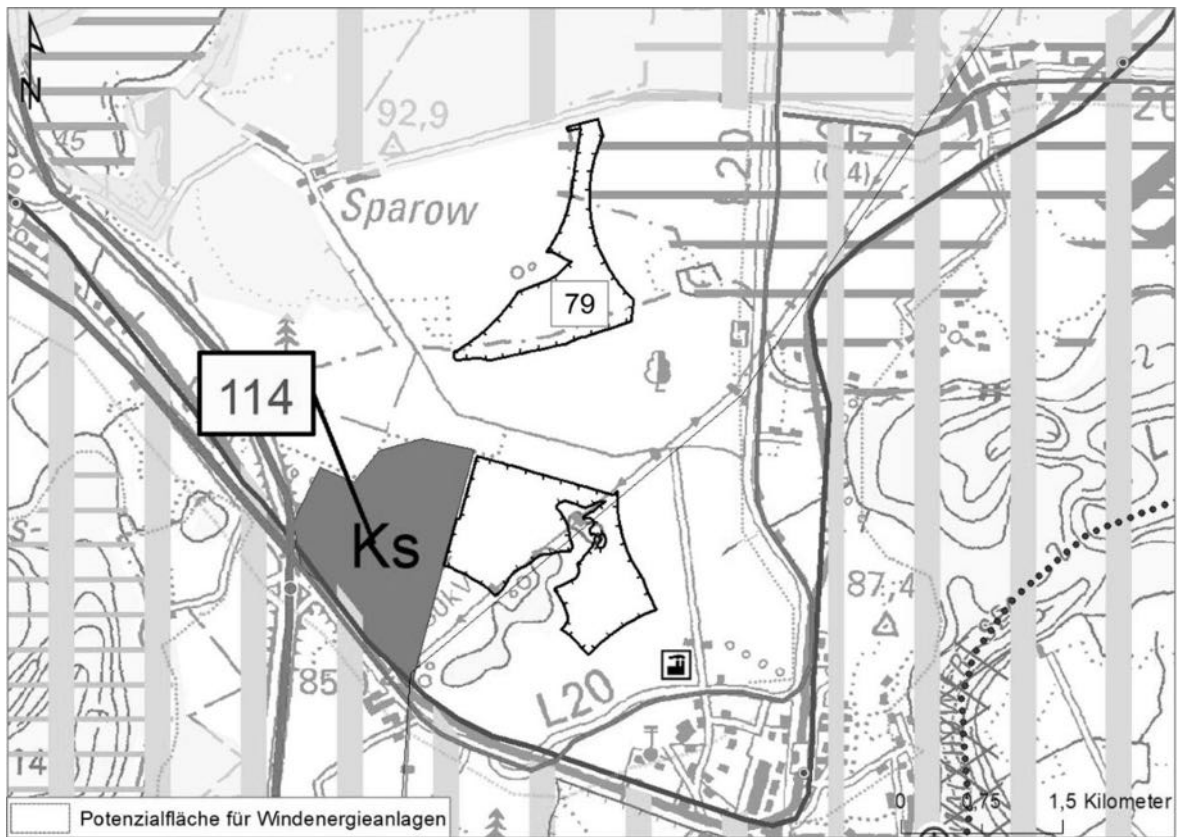 N
45
92,9
Sparow
79
114
Ks
L20
85
87,4
14
20
0 0,75 1,5 Kilometer
Potenzialfläche für Windenergieanlagen